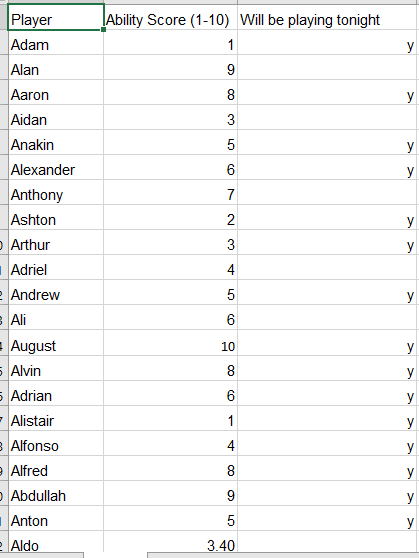 Player Ability Score (1-10) Will be playing tonight
Adam 1 y
Alan 9
Aaron 8 y
Aidan 3
Anakin 5 y
Alexander 6 y
Anthony 7
Ashton 2 y
Arthur 3 y
Adriel 4
Andrew 5 y
Ali 6
August 10 y
Alvin 8 y
Adrian 6 y
Alistair 1 y
Alfonso 4 y
Alfred 8 y
Abdullah 9 y
Anton 5 y
Aldo 3.40